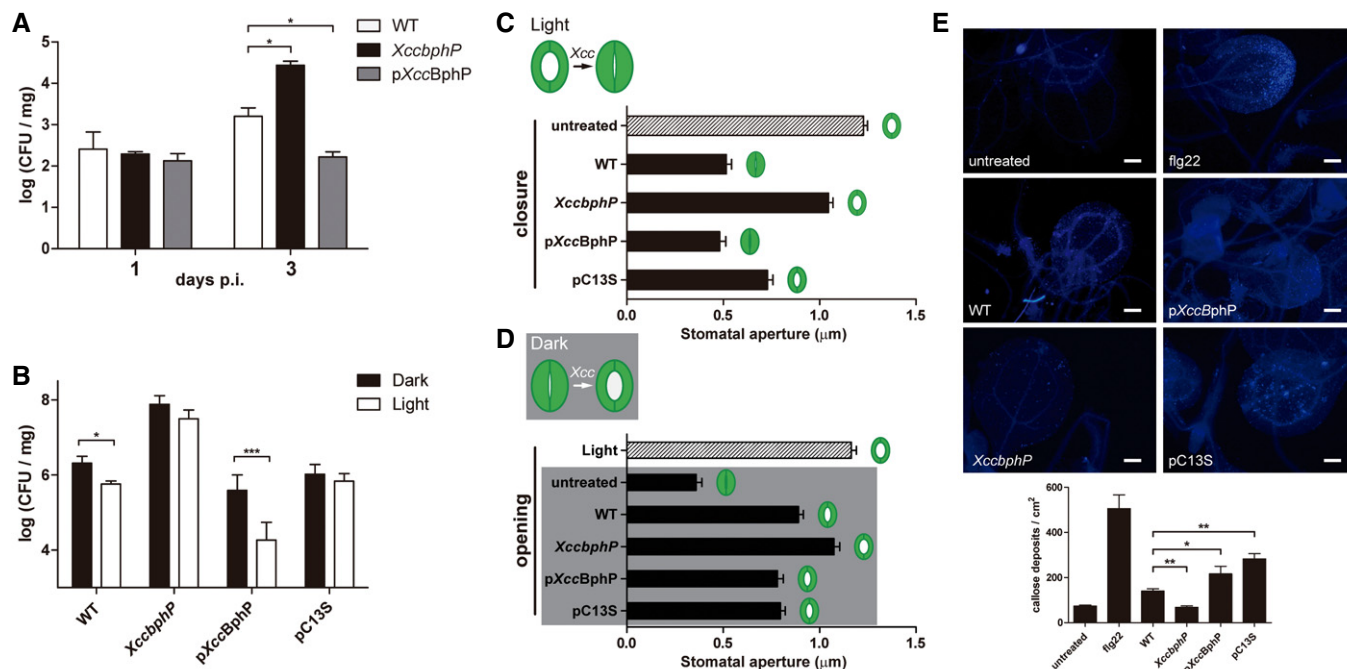 A
WT
XccbphP
pXccBphP
log (CFU / mg)
5
4
3
2
1
0
*
*
1
3
days p.i.
B
Dark
Light
log (CFU / mg)
8
6
4
*
***
WT
XccbphP
pXccBphP
pC13S
C
Light
Xcc
closure
untreated
WT
XccbphP
pXccBphP
pC13S
0.0
0.5
1.0
1.5
Stomatal aperture (μm)
D
Dark
Xcc
opening
Light
untreated
WT
XccbphP
pXccBphP
pC13S
0.0
0.5
1.0
1.5
Stomatal aperture (μm)
E
untreated
flg22
WT
pXccBphP
XccbphP
pC13S
callose deposits / cm2
600
400
200
0
**
*
**
untreated
flg22
WT
XccbphP
pXccBphP
pC13S